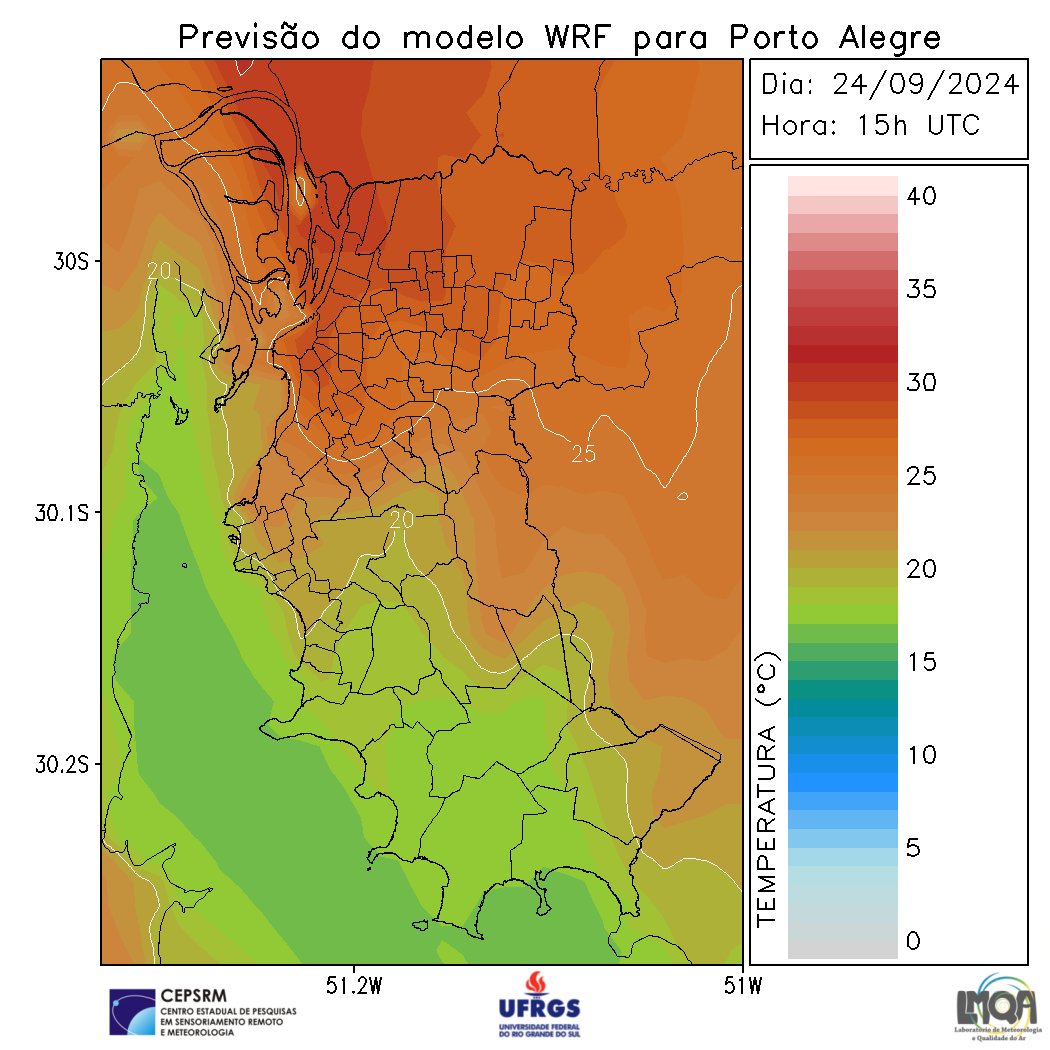 Previsão do modelo WRF para Porto Alegre
Dia: 24/09/2024
Hora: 15h UTC
40
35
30
25
20
15
10
5
0
TEMPERATURA (°C)
30S
30.1S
30.2S
51.2W
51W
20
25
20
CEPSRM
CENTRO ESTADUAL DE PESQUISAS
EM SENSORIAMENTO REMOTO
E METEOROLOGIA
UFRGS
UNIVERSIDADE FEDERAL
DO RIO GRANDE DO SUL
LMQA
Laboratório de Meteorologia
e Qualidade do Ar